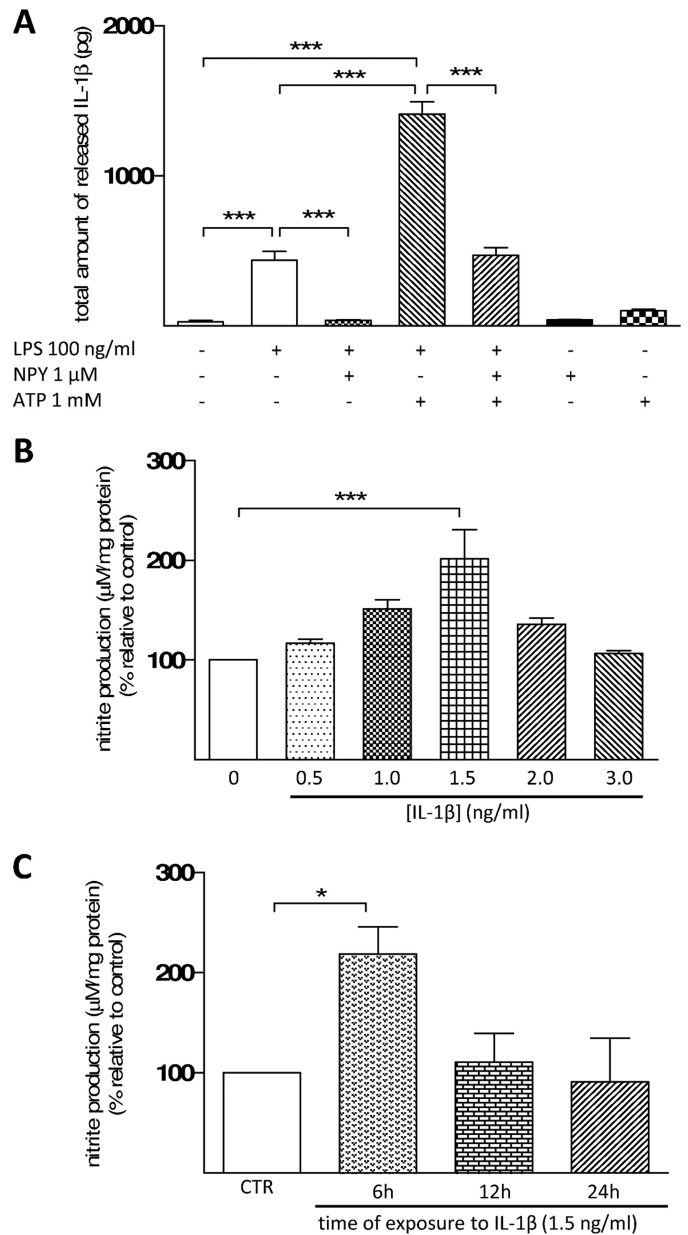 A
total amount of released IL-1β (pg)
2000
1000
***
***
***
***
***
LPS 100 ng/ml - + + + + - -
NPY 1 µM - - + - + + -
ATP 1 mM - - - + + - +
B
nitrite production (µM/mg protein)
(% relative to control)
300
200
100
***
0 0.5 1.0 1.5 2.0 3.0
[IL-1β] (ng/ml)
C
nitrite production (µM/mg protein)
(% relative to control)
300
200
100
*
CTR 6h 12h 24h
time of exposure to IL-1β (1.5 ng/ml)